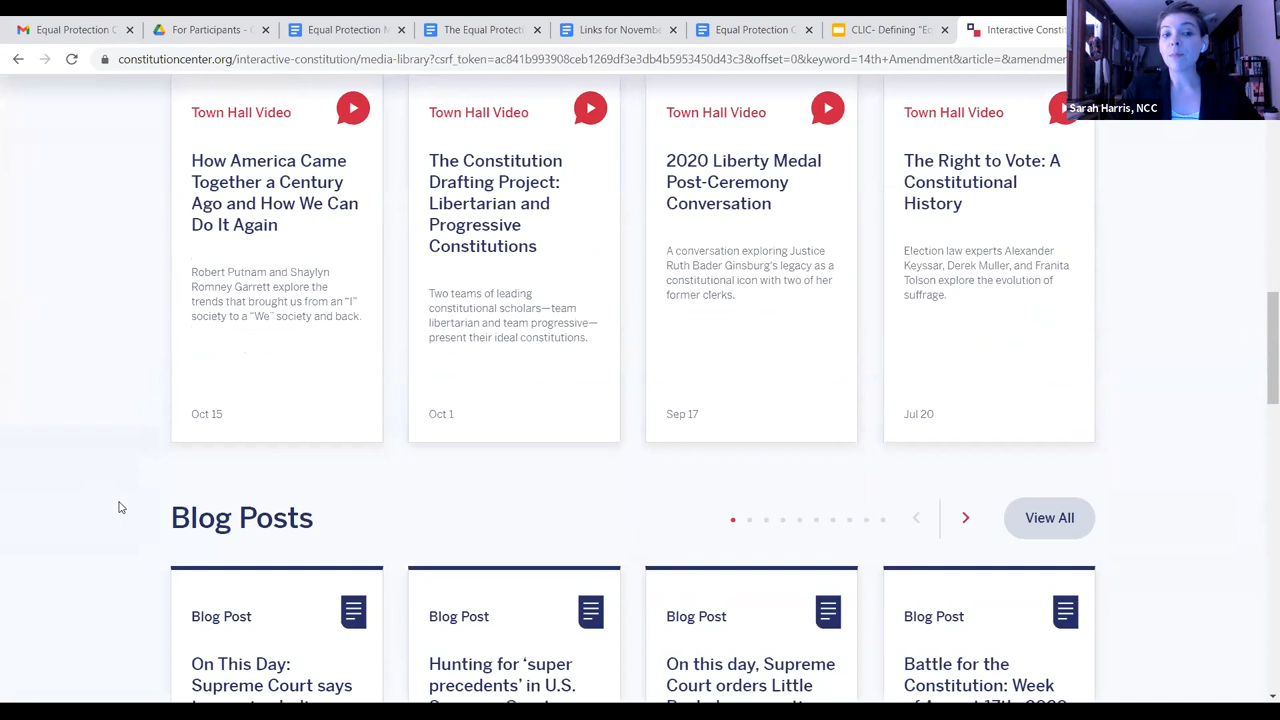 Equal Protection C
For Participants - C
Equal Protection M
The Equal Protecti
Links for Novemb
Equal Protection C
CLIC- Defining "Ec
Interactive Consti
constitutioncenter.org/interactive-constitution/media-library?csrf_token=ac841b993908ceb1269df3e3db4b5953450d43c3&offset=0&keyword=14th+Amendment&article=&amendmen
Sarah Harris, NCC
Town Hall Video
How America Came
Together a Century
Ago and How We Can
Do It Again
Robert Putnam and Shaylyn
Romney Garrett explore the
trends that brought us from an “I”
society to a “We” society and back.
Oct 15
Town Hall Video
The Constitution
Drafting Project:
Libertarian and
Progressive
Constitutions
Two teams of leading
constitutional scholars—team
libertarian and team progressive—
present their ideal constitutions.
Oct 1
Town Hall Video
2020 Liberty Medal
Post-Ceremony
Conversation
A conversation exploring Justice
Ruth Bader Ginsburg's legacy as a
constitutional icon with two of her
former clerks.
Sep 17
Town Hall Video
The Right to Vote: A
Constitutional
History
Election law experts Alexander
Keyssar, Derek Muller, and Franita
Tolson explore the evolution of
suffrage.
Jul 20
Blog Posts
View All
Blog Post
On This Day:
Supreme Court says
Blog Post
Hunting for ‘super
precedents’ in U.S.
Blog Post
On this day, Supreme
Court orders Little
Blog Post
Battle for the
Constitution: Week